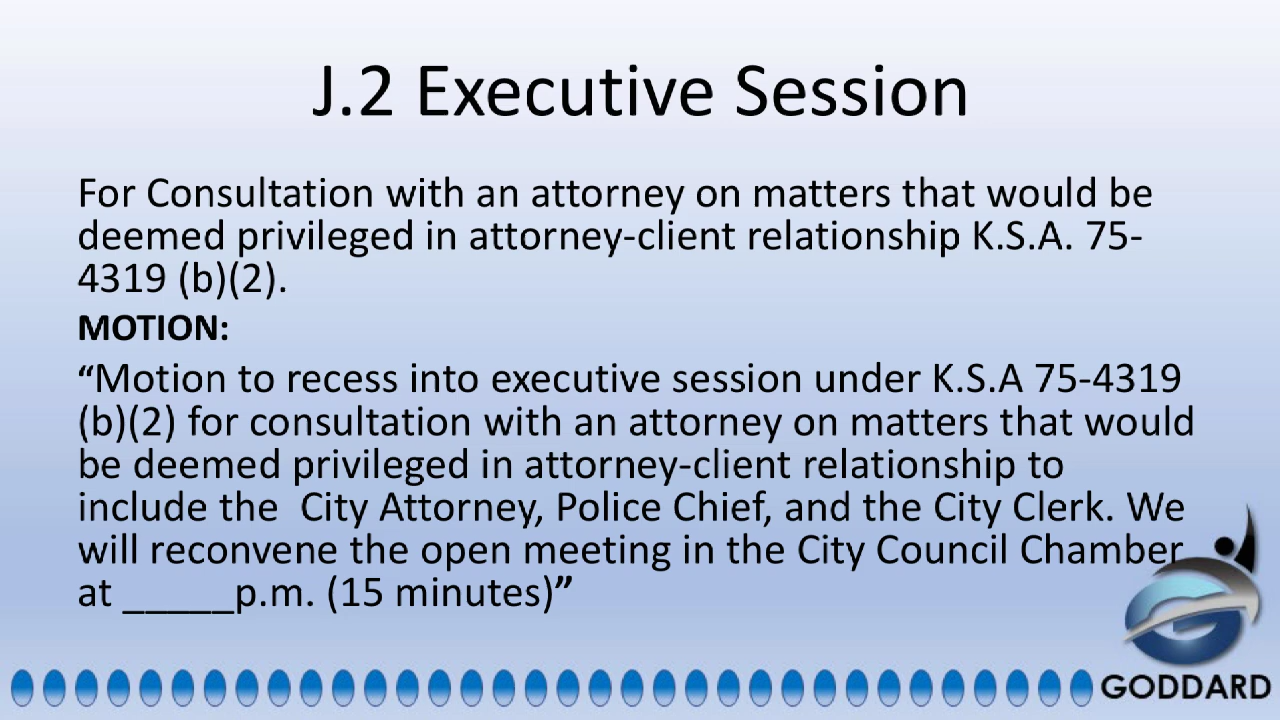 J.2 Executive Session
For Consultation with an attorney on matters that would be
deemed privileged in attorney-client relationship K.S.A. 75-
4319 (b)(2).
MOTION:
“Motion to recess into executive session under K.S.A 75-4319
(b)(2) for consultation with an attorney on matters that would
be deemed privileged in attorney-client relationship to
include the  City Attorney, Police Chief, and the City Clerk. We
will reconvene the open meeting in the City Council Chamber
at _____p.m. (15 minutes)”
GODDARD